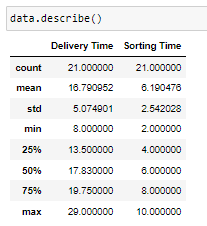 data.describe()
Delivery Time Sorting Time
count 21.000000 21.000000
mean 16.790952 6.190476
std 5.074901 2.542028
min 8.000000 2.000000
25% 13.500000 4.000000
50% 17.830000 6.000000
75% 19.750000 8.000000
max 29.000000 10.000000